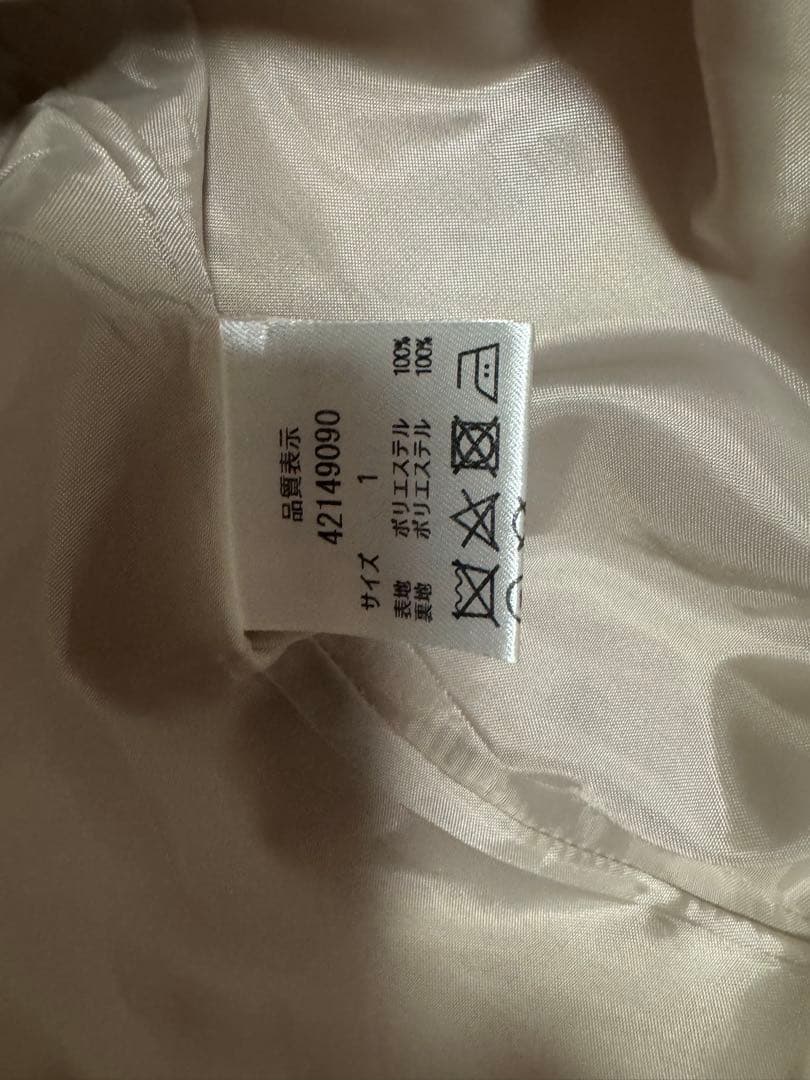 品質表示
42149090
サイズ 1
表地 ポリエステル 100%
裏地 ポリエステル 100%